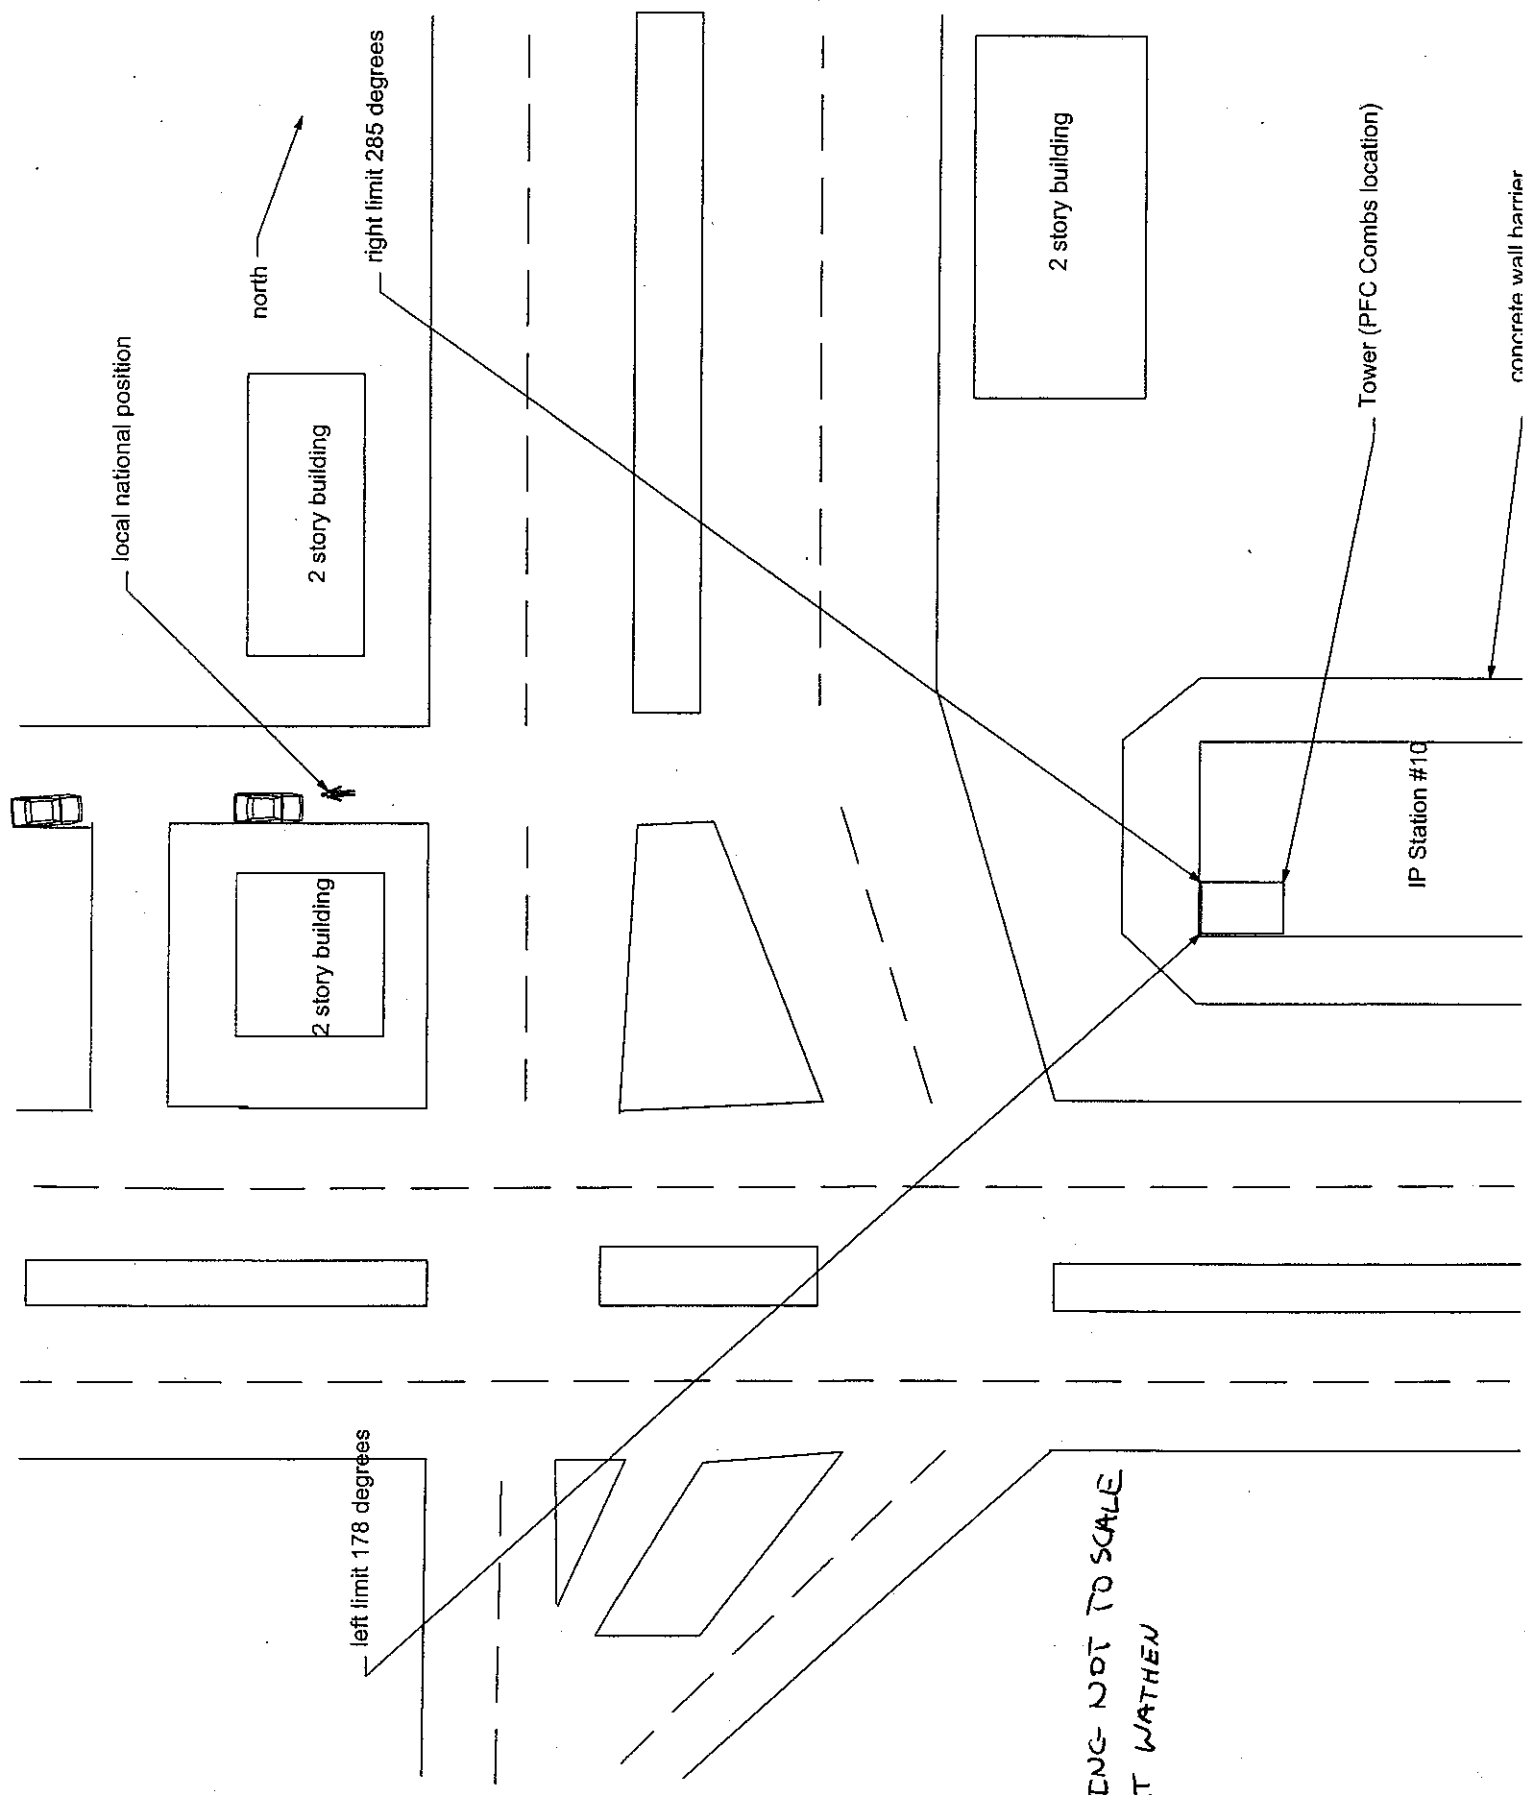 local national position
north
right limit 285 degrees
2 story building
2 story building
2 story building
left limit 178 degrees
Tower (PFC Combs location)
concrete wall barrier
IP Station #10
NOT TO SCALE
WATHEN